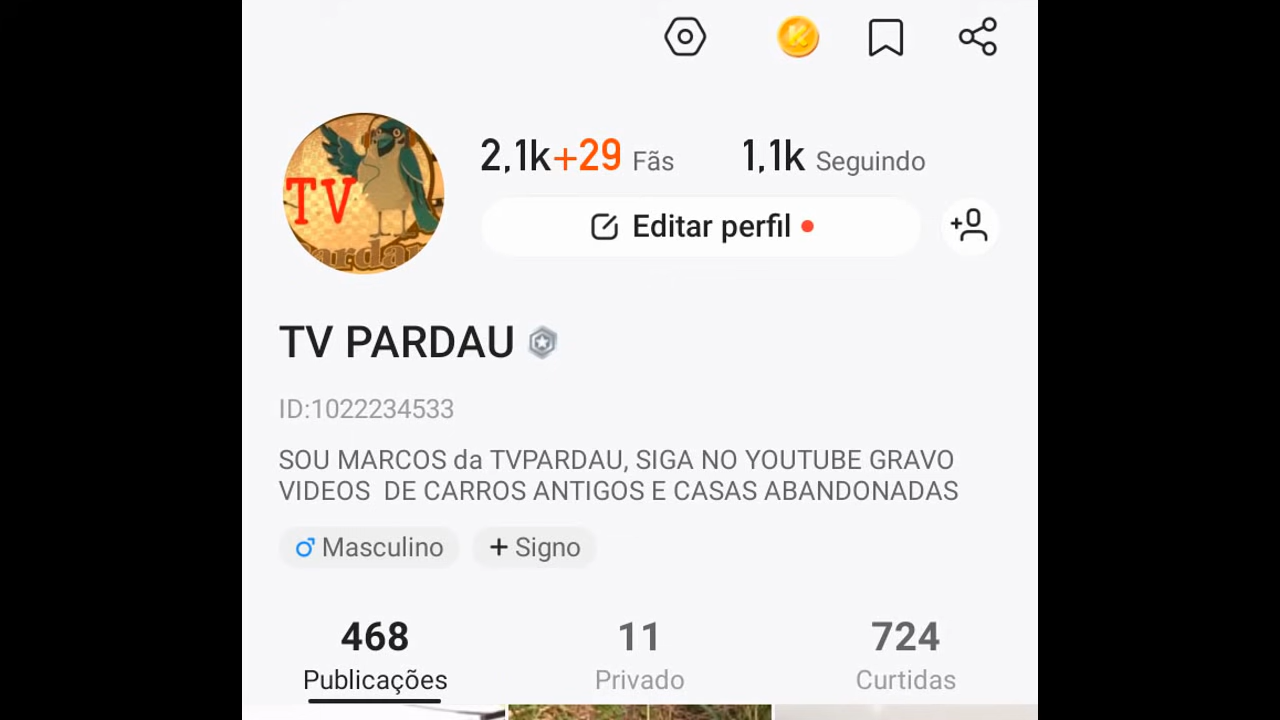 2,1k+29 Fãs 1,1k Seguindo
TV
Editar perfil
TV PARDAU
ID:1022234533
SOU MARCOS da TVPARDAU, SIGA NO YOUTUBE GRAVO
VIDEOS DE CARROS ANTIGOS E CASAS ABANDONADAS
Masculino + Signo
468 11 724
Publicações Privado Curtidas